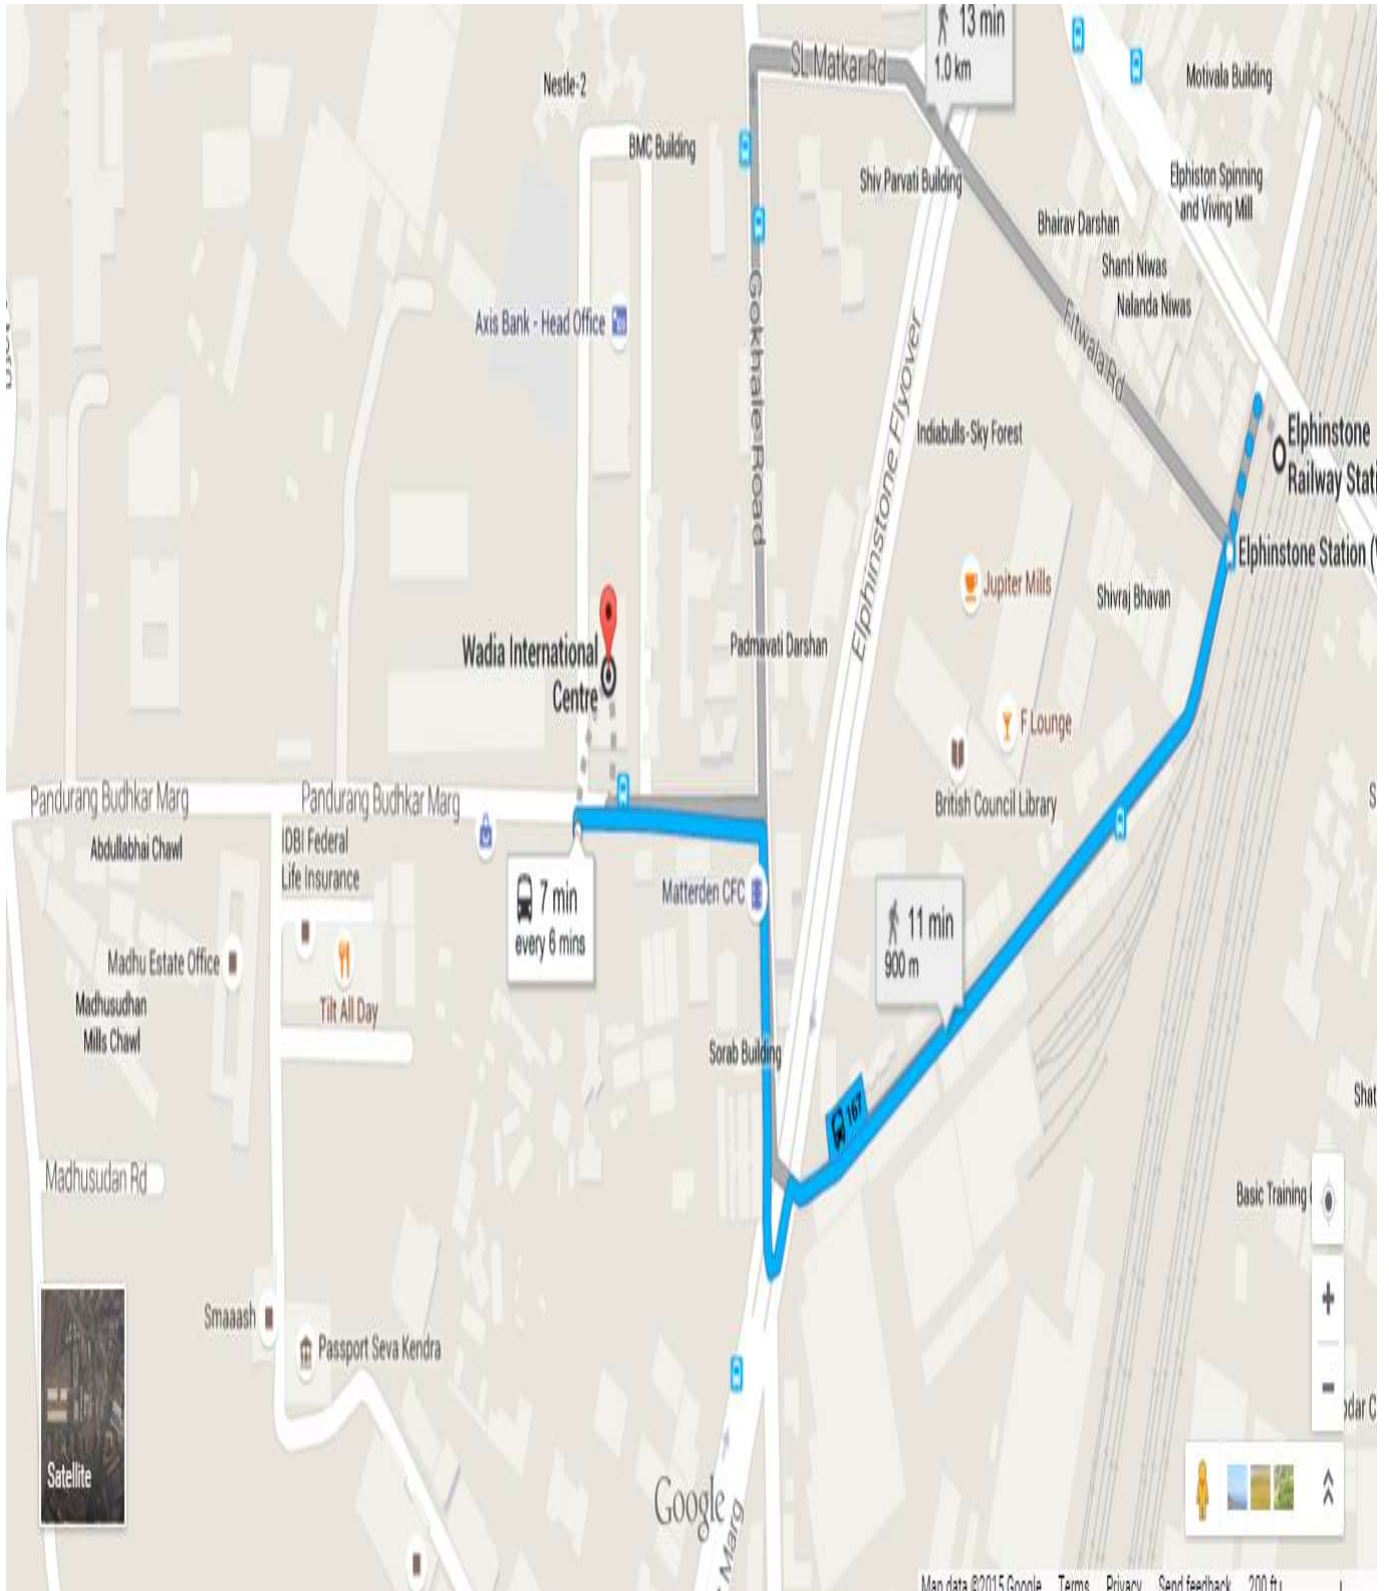 13 min
1.0 km
SL Matkar Rd
Nestle-2
Motivala Building
BMC Building
Shiv Parvati Building
Elphiston Spinning
and Viving Mill
Bhairav Darshan
Shanti Niwas
Nalanda Niwas
Axis Bank - Head Office
Gokhale Road
Fitwala Rd
Elphinstone Flyover
Indiabulls-Sky Forest
Elphinstone
Railway Stati
Elphinstone Station (
Jupiter Mills
Shivraj Bhavan
Padmavati Darshan
Wadia International
Centre
F Lounge
British Council Library
Pandurang Budhkar Marg
Pandurang Budhkar Marg
Abdullabhai Chawl
IDBI Federal
Life Insurance
7 min
every 6 mins
Matterden CFC
11 min
900 m
Madhu Estate Office
Tilt All Day
Madhusudhan
Mills Chawl
Sorab Building
167
Shat
Madhusudan Rd
Basic Training
Smaaash
Passport Seva Kendra
odar C
Satellite
Google
Marg
Map data ©2015 Google Terms Privacy Send feedback 200 ft